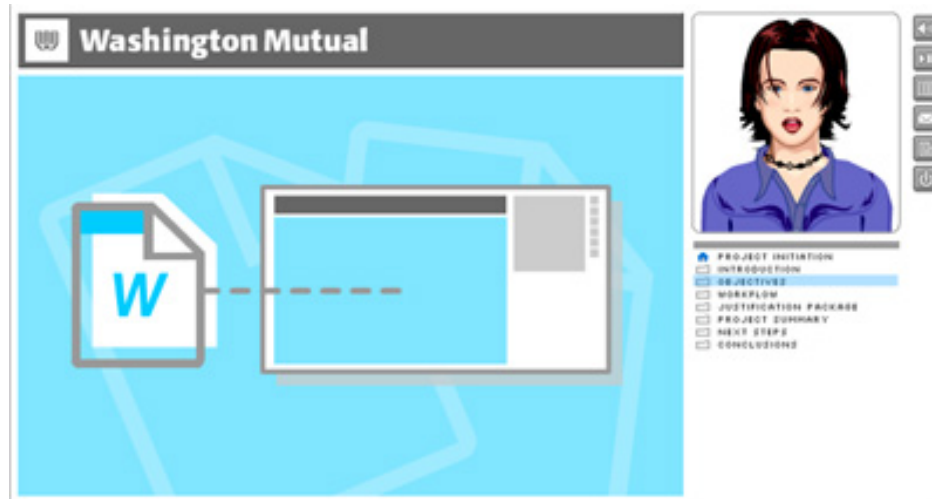 Washington Mutual
W
PROJECT INITIATION
INTRODUCTION
OBJECTIVES
WORKFLOW
JUSTIFICATION PACKAGE
PROJECT SUMMARY
NEXT STEPS
CONCLUSIONS